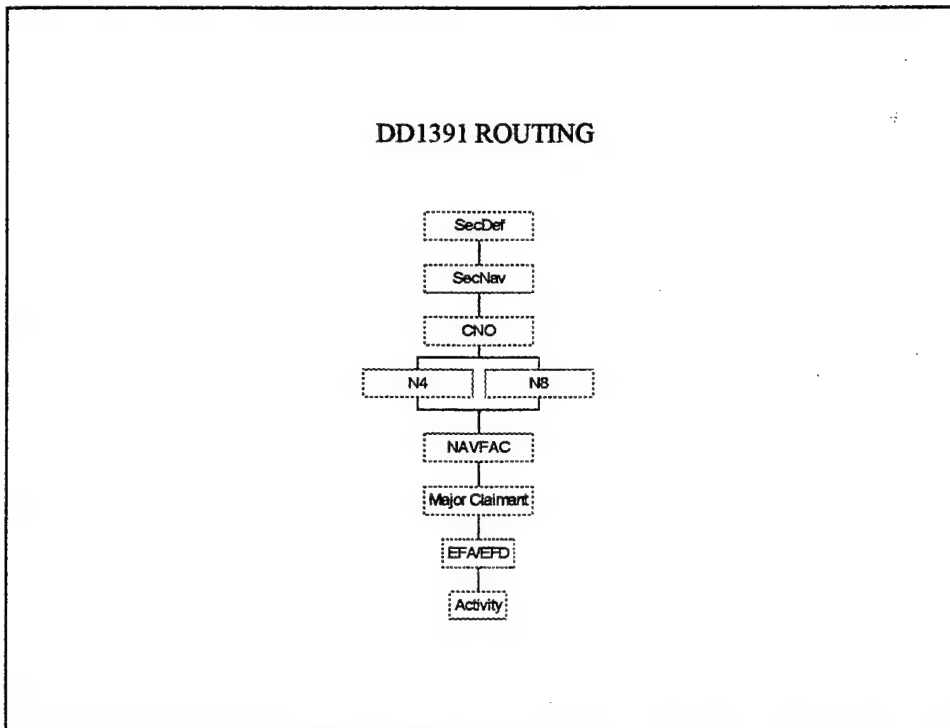 DD1391 ROUTING
SecDef
SecNav
CNO
N4 N8
NAVFAC
Major Claimant
EFA/EFD
Activity